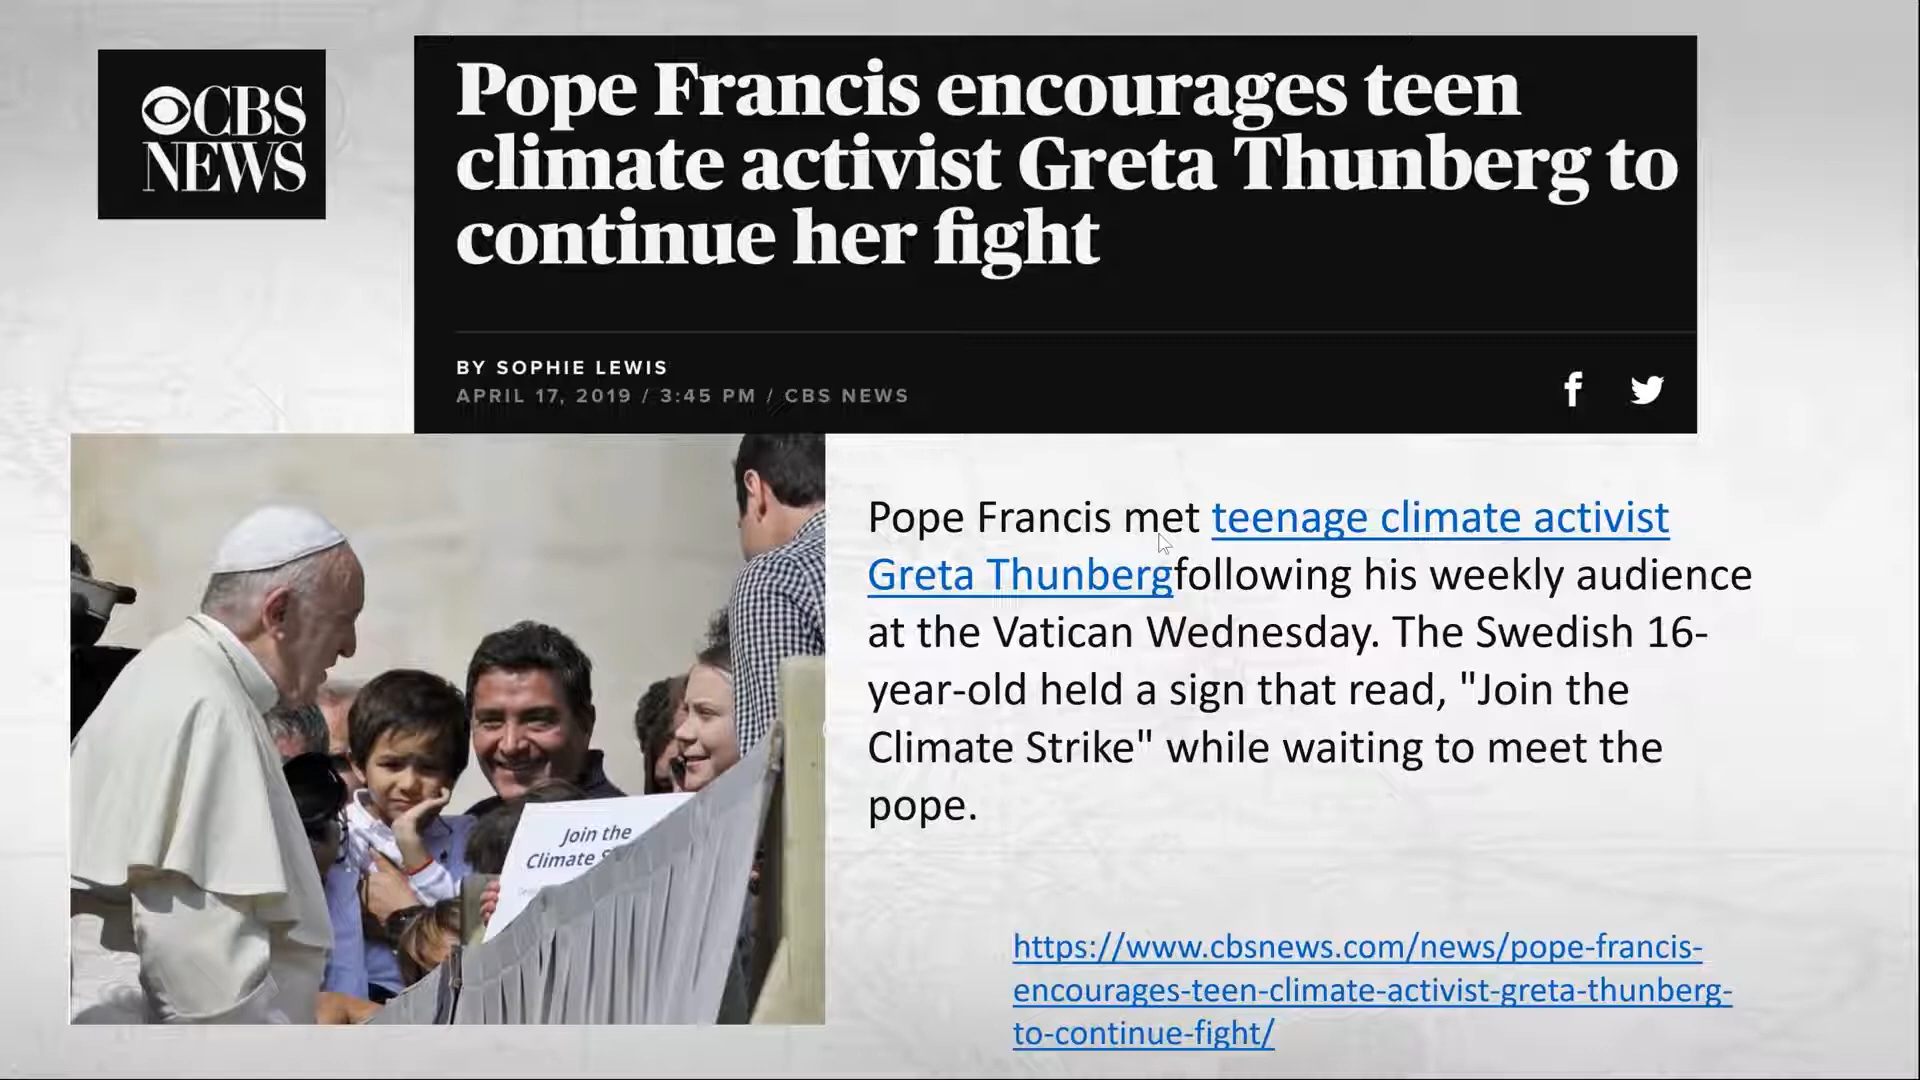 CBS
NEWS
Pope Francis encourages teen
climate activist Greta Thunberg to
continue her fight
BY SOPHIE LEWIS
APRIL 17, 2019 / 3:45 PM / CBS NEWS
Pope Francis met teenage climate activist
Greta Thunbergfollowing his weekly audience
at the Vatican Wednesday. The Swedish 16-
year-old held a sign that read, "Join the
Climate Strike" while waiting to meet the
pope.
Join the
Climate
https://www.cbsnews.com/news/pope-francis-
encourages-teen-climate-activist-greta-thunberg-
to-continue-fight/